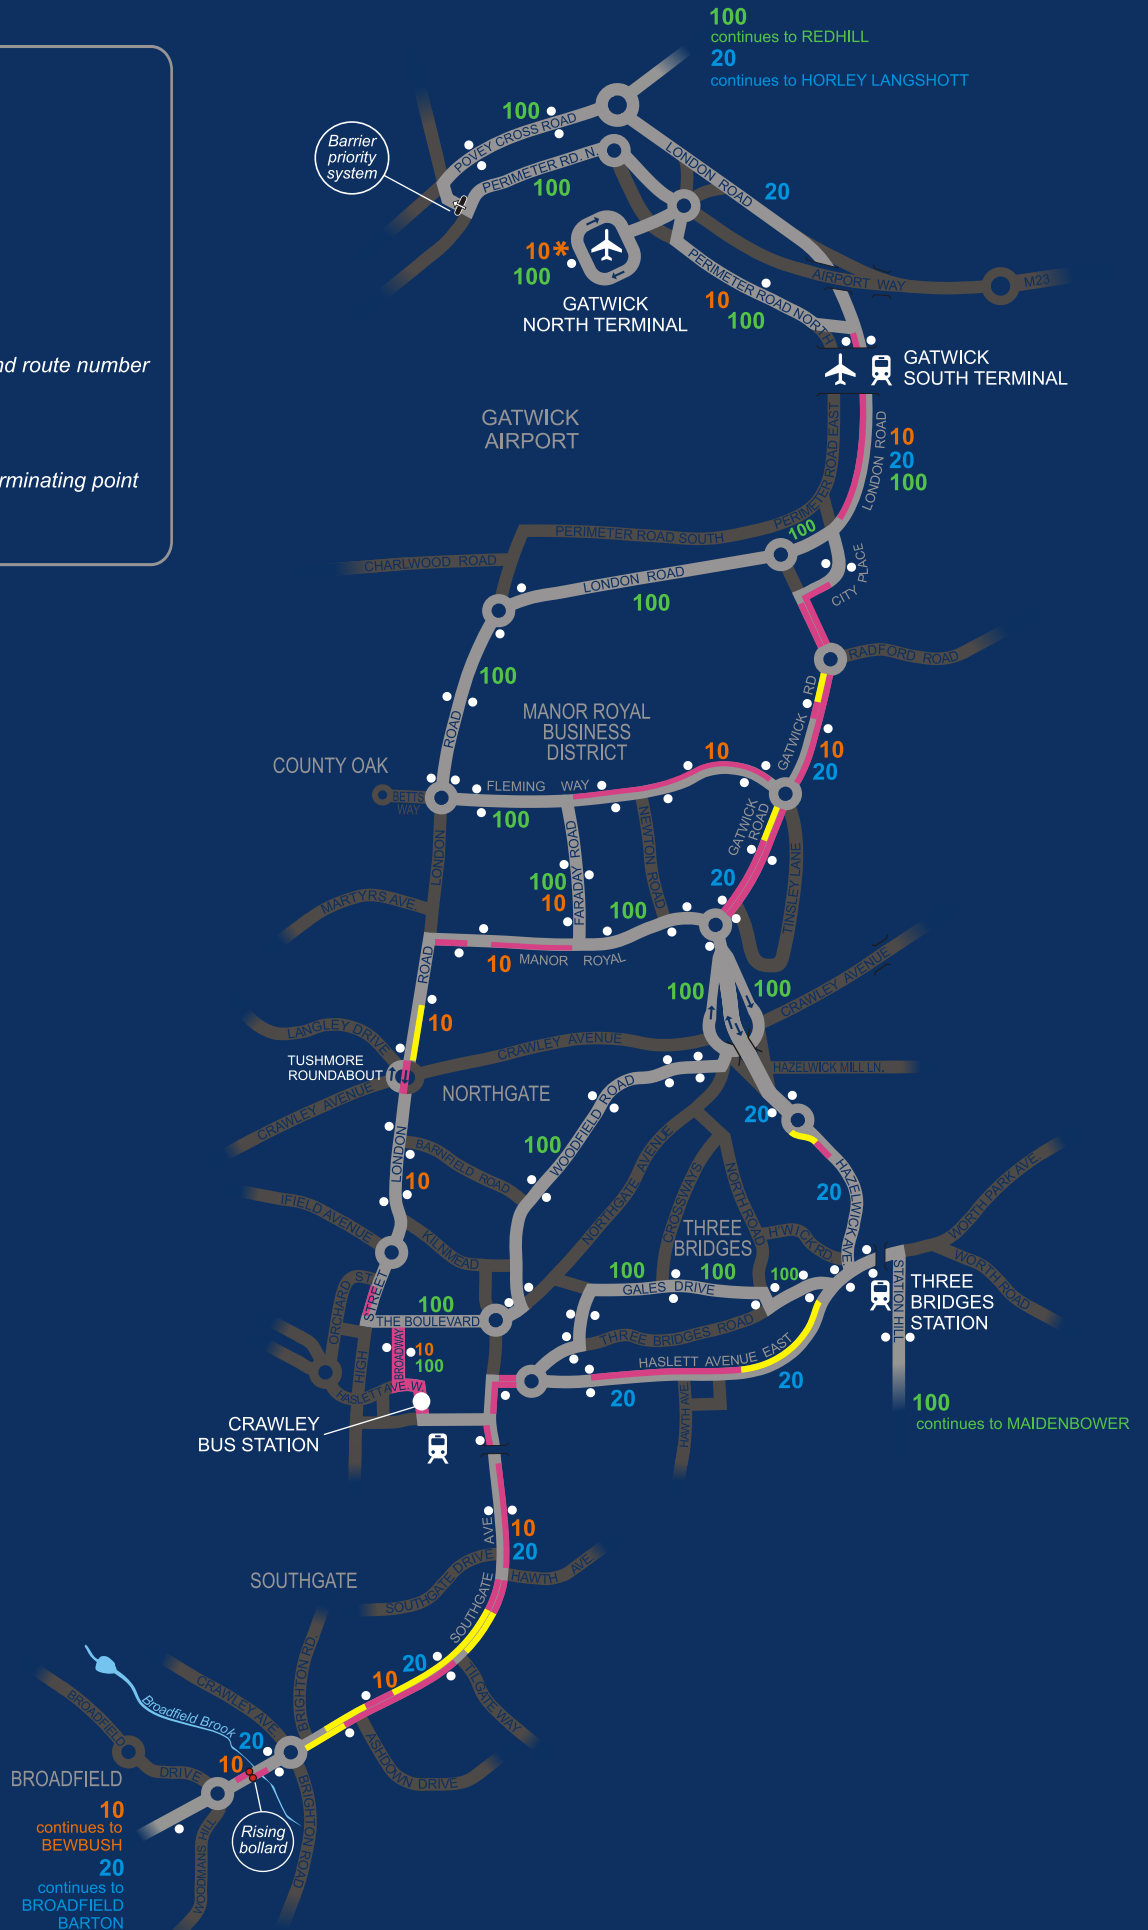 100
continues to REDHILL
20
continues to HORLEY LANGSHOTT
100
POVEY CROSS ROAD
Barrier
priority
system
PERIMETER RD. N.
100
LONDON ROAD
20
10*
100
GATWICK
NORTH TERMINAL
PERIMETER ROAD NORTH
10
100
AIRPORT WAY
M23
route number
GATWICK
SOUTH TERMINAL
GATWICK
AIRPORT
LONDON ROAD
10
20
100
PERIMETER ROAD EAST
point
PERIMETER ROAD SOUTH
100
CHARLWOOD ROAD
LONDON ROAD
100
CITY PLACE
RADFORD ROAD
100
ROAD
MANOR ROYAL
BUSINESS
DISTRICT
GATWICK RD
10
10
20
COUNTY OAK
BETTS
WAY
FLEMING WAY
100
LONDON
GATWICK
ROAD
NEWTON ROAD
FARADAY ROAD
100
10
20
TINSLEY LANE
MARTYRS AVE
100
MANOR ROYAL
10
ROAD
100
100
CRAWLEY AVENUE
10
LANGLEY DRIVE
CRAWLEY AVENUE
TUSHMORE
ROUNDABOUT
HAZELWICK MILL LN.
NORTHGATE
CRAWLEY AVENUE
WOODFIELD ROAD
20
LONDON
BARNFIELD ROAD
100
NORTHGATE AVENUE
10
CROSSWAYS
NORTH ROAD
HAZELWICK AVE.
20
WORTH PARK AVE.
IFIELD AVENUE
KILNMEAD
THREE
BRIDGES
H'WICK RD
WORTH ROAD
ORCHARD ST
STREET
100
THE BOULEVARD
100
100
100
GALES DRIVE
STATION HILL
THREE
BRIDGES
STATION
THREE BRIDGES ROAD
HIGH
BROADWAY
10
100
HASLETT AVENUE EAST
20
20
HASLETT AVE. W
HAWTH AVE
100
continues to MAIDENBOWER
CRAWLEY
BUS STATION
AVE
10
20
SOUTHGATE DRIVE
HAWTH AVE
SOUTHGATE
SOUTHGATE
20
10
TILGATE WAY
CRAWLEY AVE
BRIGHTON RD.
BROADFIELD
Broadfield Brook
20
10
DRIVE
ASHDOWN DRIVE
BROADFIELD
10
continues to
BEWBUSH
Rising
bollard
BRIGHTON ROAD
WOODMANS HILL
20
continues to
BROADFIELD
BARTON